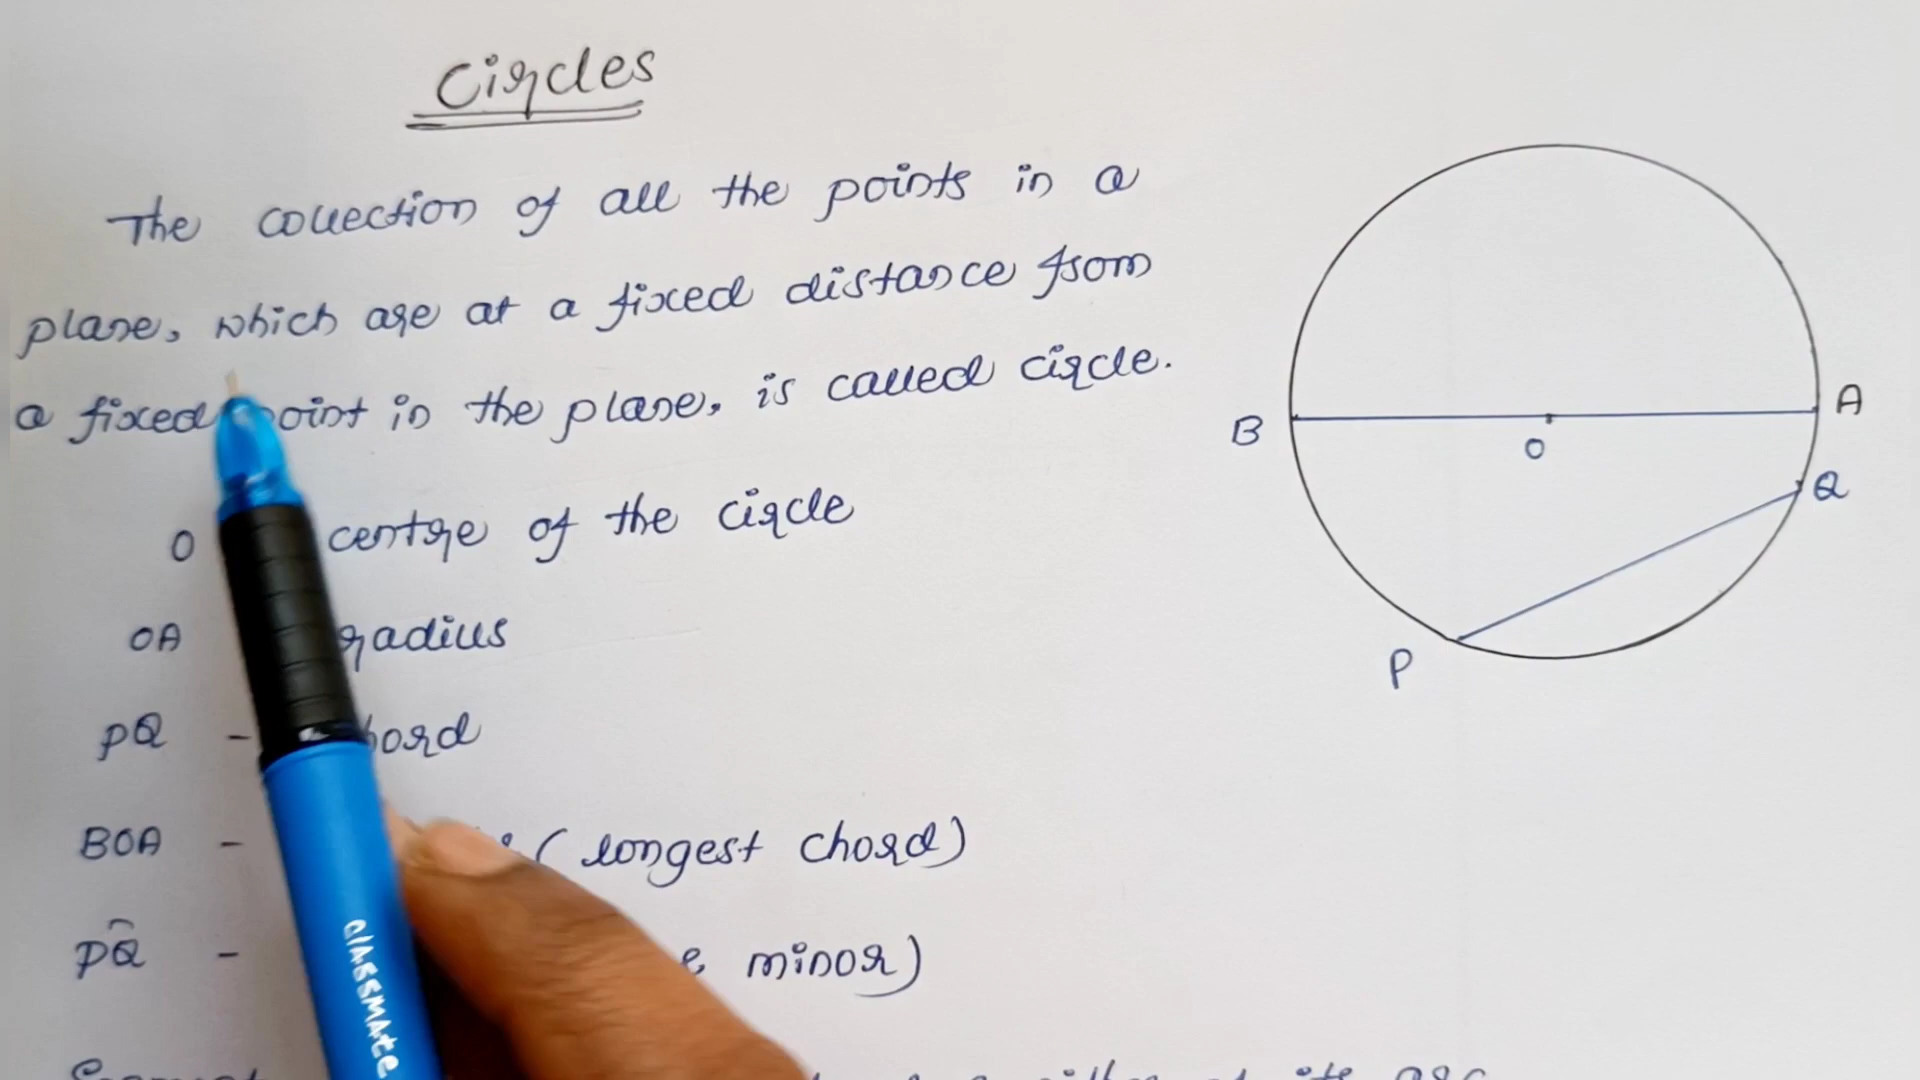 Circles
The collection of all the points in a
plane, which are at a fixed distance from
a fixed point in the plane, is called circle.
O centre of the circle
OA radius
PQ - hord
BOA - (longest chord)
PQ - minor)
A
B
O
Q
P
classmate